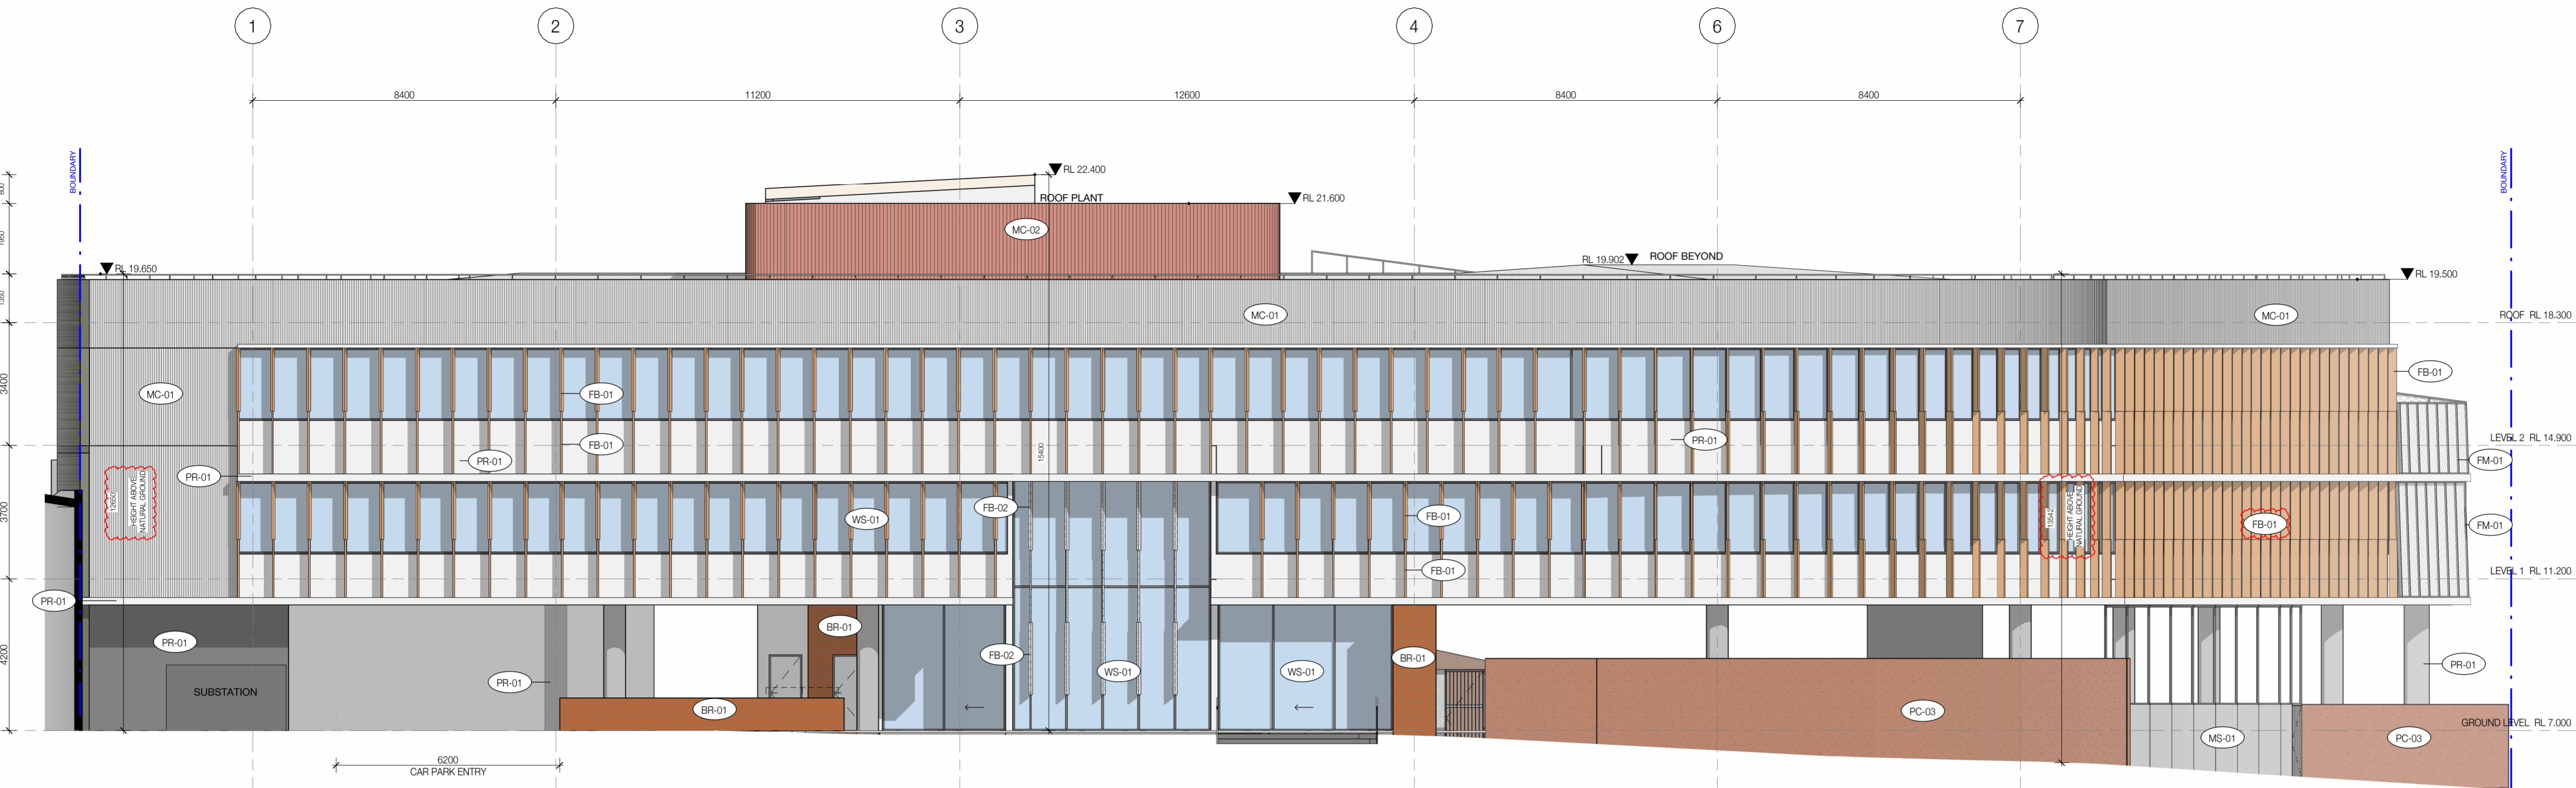 1
2
3
4
6
7
8400
11200
12600
8400
8400
BOUNDARY
BOUNDARY
RL 22.400
ROOF PLANT
RL 21.600
MC-02
RL 19.650
RL 19.902
ROOF BEYOND
RL 19.500
800
1950
1350
3400
3700
4200
MC-01
MC-01
ROOF RL 18.300
MC-01
FB-01
FB-01
FB-01
PR-01
LEVEL 2 RL 14.900
15400
PR-01
PR-01
FM-01
12650
HEIGHT ABOVE
NATURAL GROUND
FB-02
WS-01
FB-01
13542
HEIGHT ABOVE
NATURAL GROUND
FB-01
FM-01
FB-01
LEVEL 1 RL 11.200
PR-01
PR-01
BR-01
FB-02
WS-01
WS-01
BR-01
PR-01
SUBSTATION
PR-01
BR-01
PC-03
GROUND LEVEL RL 7.000
MS-01
PC-03
6200
CAR PARK ENTRY